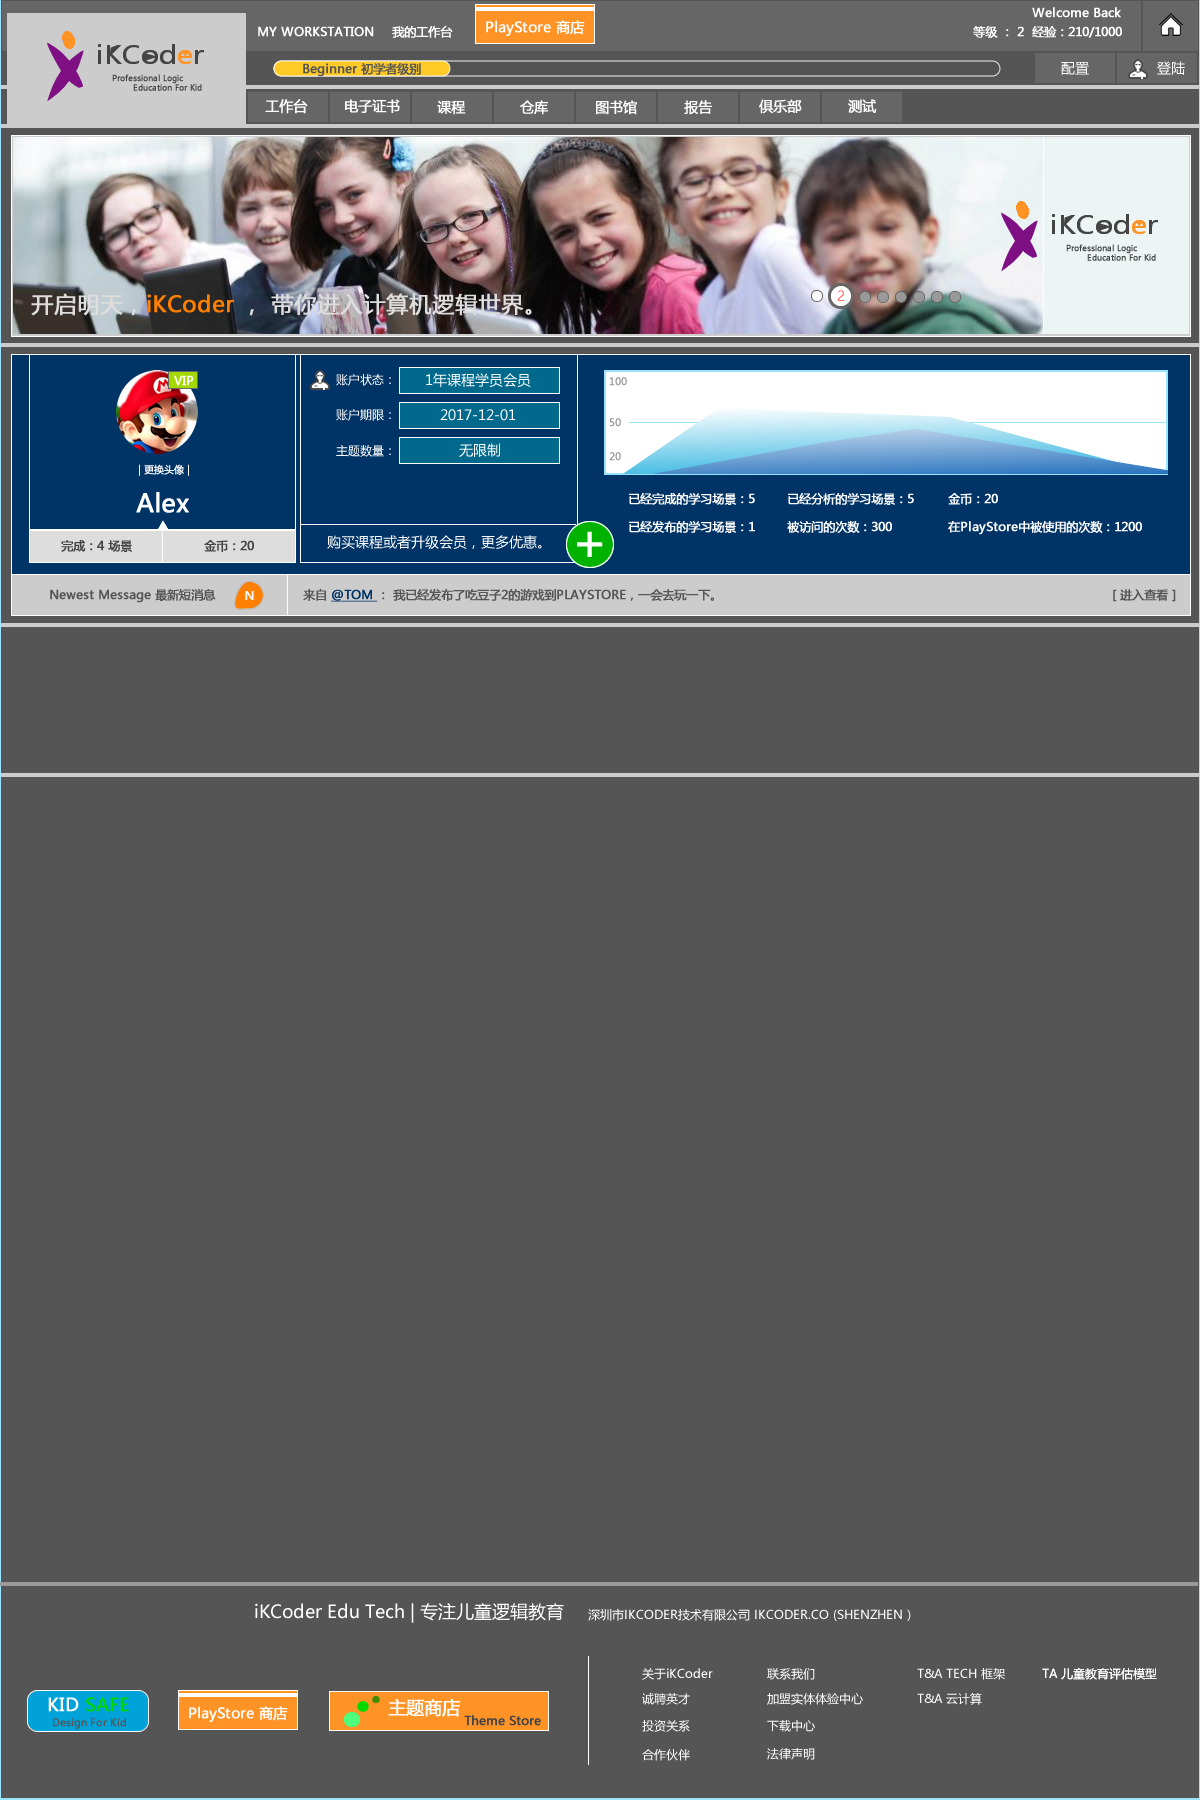 iKCoder
Professional Logic
Education For Kid
MY WORKSTATION 我的工作台
PlayStore 商店
Welcome Back
等级 : 2 经验:210/1000
Beginner 初学者级别
配置
登陆
工作台
电子证书
课程
仓库
图书馆
报告
俱乐部
测试
iKCoder
Professional Logic
Education For Kid
开启明天,iKCoder , 带你进入计算机逻辑世界。
2
VIP
| 更换头像 |
Alex
完成:4 场景
金币:20
账户状态:
1年课程学员会员
账户期限:
2017-12-01
主题数量:
无限制
购买课程或者升级会员,更多优惠。
100
50
20
已经完成的学习场景:5
已经分析的学习场景:5
金币:20
已经发布的学习场景:1
被访问的次数:300
在PlayStore中被使用的次数:1200
Newest Message 最新短消息
N
来自 @TOM : 我已经发布了吃豆子2的游戏到PLAYSTORE,一会去玩一下。
[ 进入查看 ]
iKCoder Edu Tech | 专注儿童逻辑教育
深圳市IKCODER技术有限公司 IKCODER.CO (SHENZHEN )
KID SAFE
Design For Kid
PlayStore 商店
主题商店
Theme Store
关于iKCoder
联系我们
T&A TECH 框架
TA 儿童教育评估模型
诚聘英才
加盟实体体验中心
T&A 云计算
投资关系
下载中心
合作伙伴
法律声明